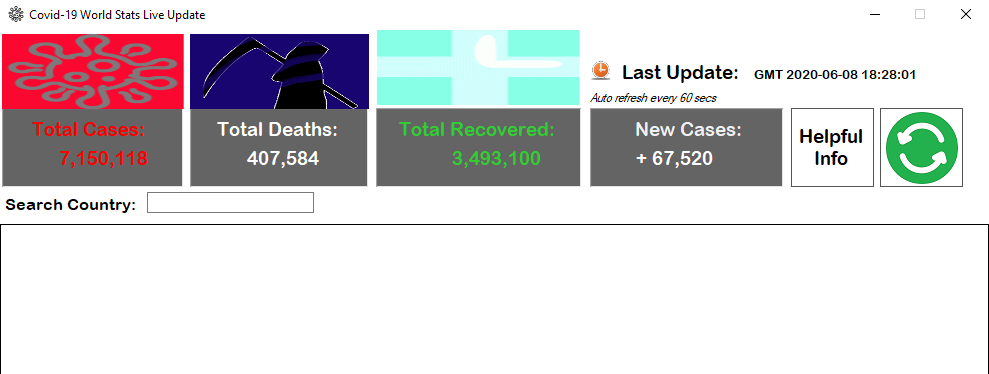 Covid-19 World Stats Live Update
Last Update: GMT 2020-06-08 18:28:01
Auto refresh every 60 secs
Total Cases:
7,150,118
Total Deaths:
407,584
Total Recovered:
3,493,100
New Cases:
+ 67,520
Helpful
Info
Search Country: